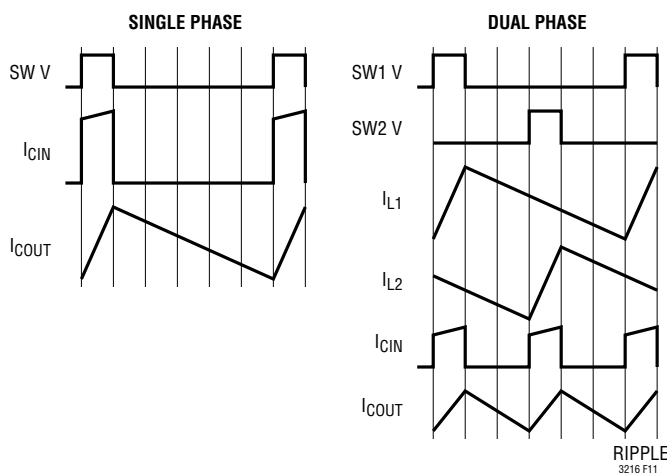 SINGLE PHASE
SW V
ICIN
ICOUT
DUAL PHASE
SW1 V
SW2 V
IL1
IL2
ICIN
ICOUT
RIPPLE
3216 F11